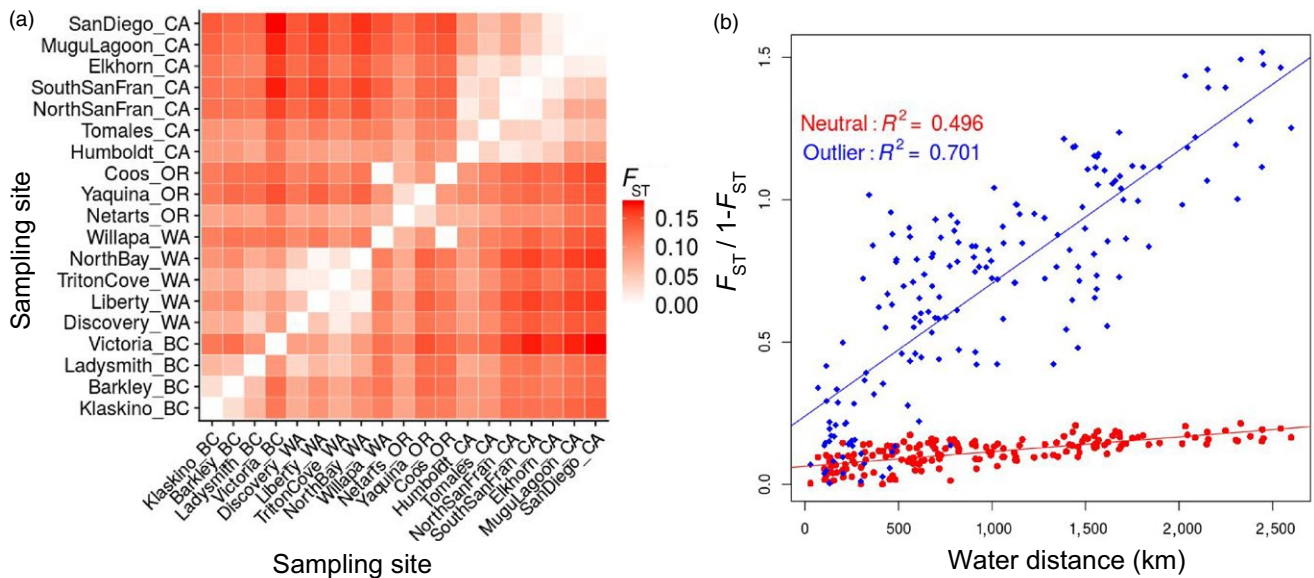 (a)
Sampling site
SanDiego_CA
MuguLagoon_CA
Elkhorn_CA
SouthSanFran_CA
NorthSanFran_CA
Tomales_CA
Humboldt_CA
Coos_OR
Yaquina_OR
Netarts_OR
Willapa_WA
NorthBay_WA
TritonCove_WA
Liberty_WA
Discovery_WA
Victoria_BC
Ladysmith_BC
Barkley_BC
Klaskino_BC
Klaskino_BC
Barkley_BC
Ladysmith_BC
Victoria_BC
Discovery_WA
Liberty_WA
TritonCove_WA
NorthBay_WA
Willapa_WA
Netarts_OR
Yaquina_OR
Coos_OR
Humboldt_CA
Tomales_CA
NorthSanFran_CA
SouthSanFran_CA
Elkhorn_CA
MuguLagoon_CA
SanDiego_CA
Sampling site
FST
0.15
0.10
0.05
0.00
(b)
FST / 1-FST
1.5
1.0
0.5
0.0
Neutral : R² = 0.496
Outlier : R² = 0.701
0 500 1,000 1,500 2,000 2,500
Water distance (km)